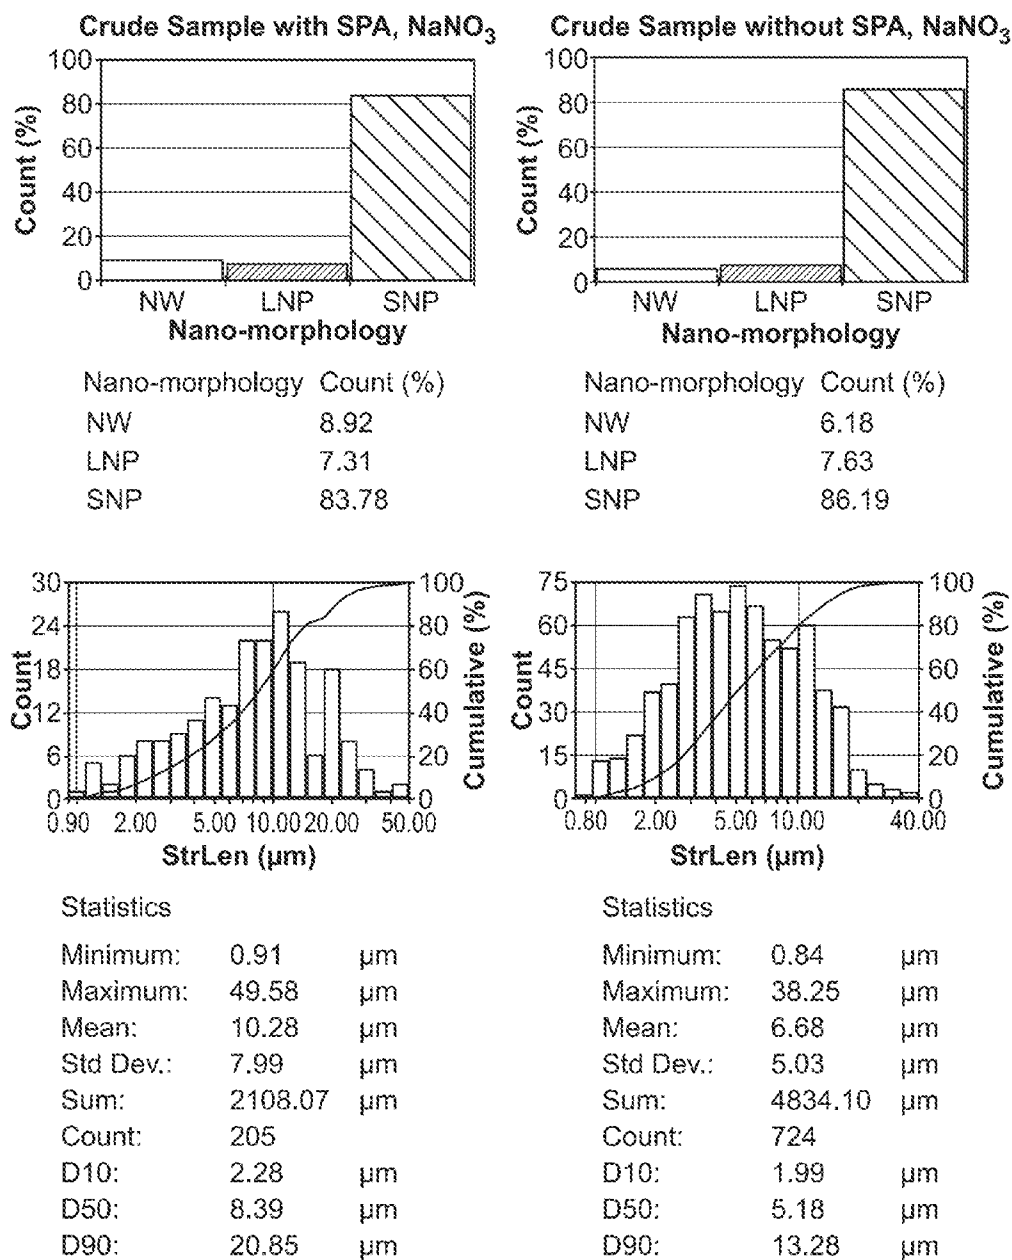 Crude Sample with SPA, NaNO₃
100
80
60
40
20
0
Count (%)
NW LNP SNP
Nano-morphology
Nano-morphology Count (%)
NW 8.92
LNP 7.31
SNP 83.78
Crude Sample without SPA, NaNO₃
100
80
60
40
20
0
Count (%)
NW LNP SNP
Nano-morphology
Nano-morphology Count (%)
NW 6.18
LNP 7.63
SNP 86.19
30
24
18
12
6
0
Count
100
80
60
40
20
0
Cumulative (%)
0.90 2.00 5.00 10.00 20.00 50.00
StrLen (µm)
Statistics
Minimum: 0.91 µm
Maximum: 49.58 µm
Mean: 10.28 µm
Std Dev.: 7.99 µm
Sum: 2108.07 µm
Count: 205
D10: 2.28 µm
D50: 8.39 µm
D90: 20.85 µm
75
60
45
30
15
0
Count
100
80
60
40
20
0
Cumulative (%)
0.80 2.00 5.00 10.00 40.00
StrLen (µm)
Statistics
Minimum: 0.84 µm
Maximum: 38.25 µm
Mean: 6.68 µm
Std Dev.: 5.03 µm
Sum: 4834.10 µm
Count: 724
D10: 1.99 µm
D50: 5.18 µm
D90: 13.28 µm